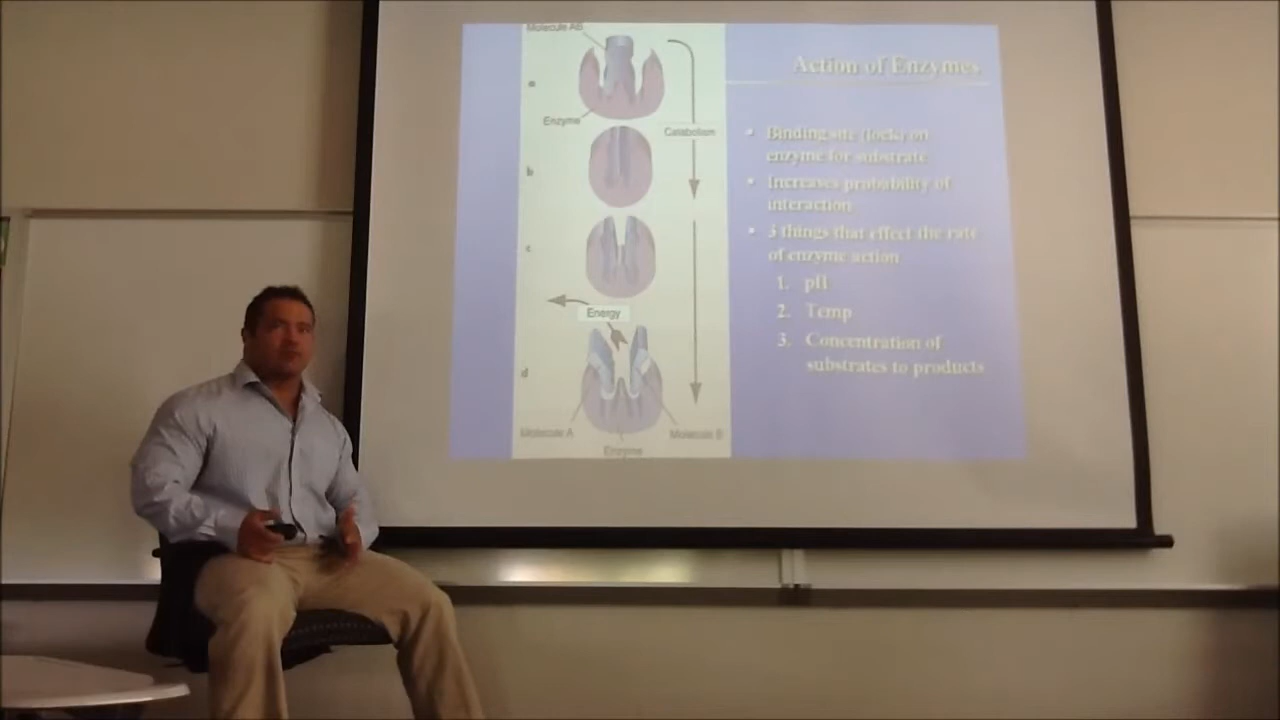 Molecule AB
a
Enzyme
Catabolism
b
c
Energy
d
Molecule A
Molecule B
Enzyme
Action of Enzymes
• Binding site (lock) on
enzyme for substrate
• Increases probability of
interaction
• 3 things that effect the rate
of enzyme action
1. pH
2. Temp
3. Concentration of
substrates to products